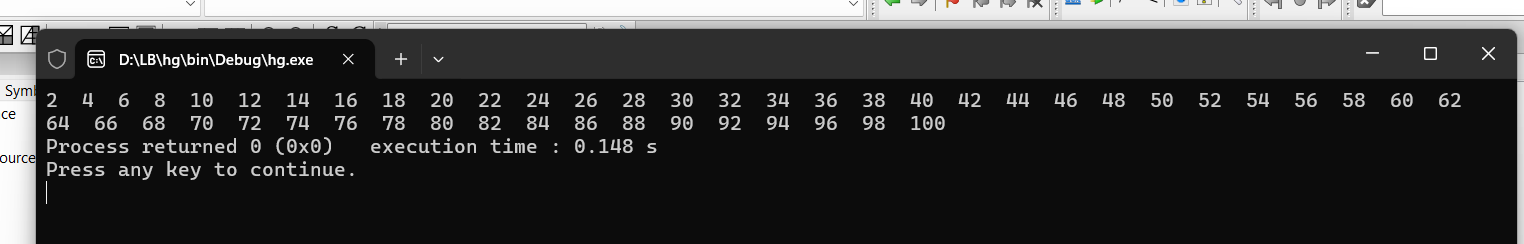 D:\LB\hg\bin\Debug\hg.exe
Symb
ce
ource
2  4  6  8  10  12  14  16  18  20  22  24  26  28  30  32  34  36  38  40  42  44  46  48  50  52  54  56  58  60  62
64  66  68  70  72  74  76  78  80  82  84  86  88  90  92  94  96  98  100
Process returned 0 (0x0)   execution time : 0.148 s
Press any key to continue.